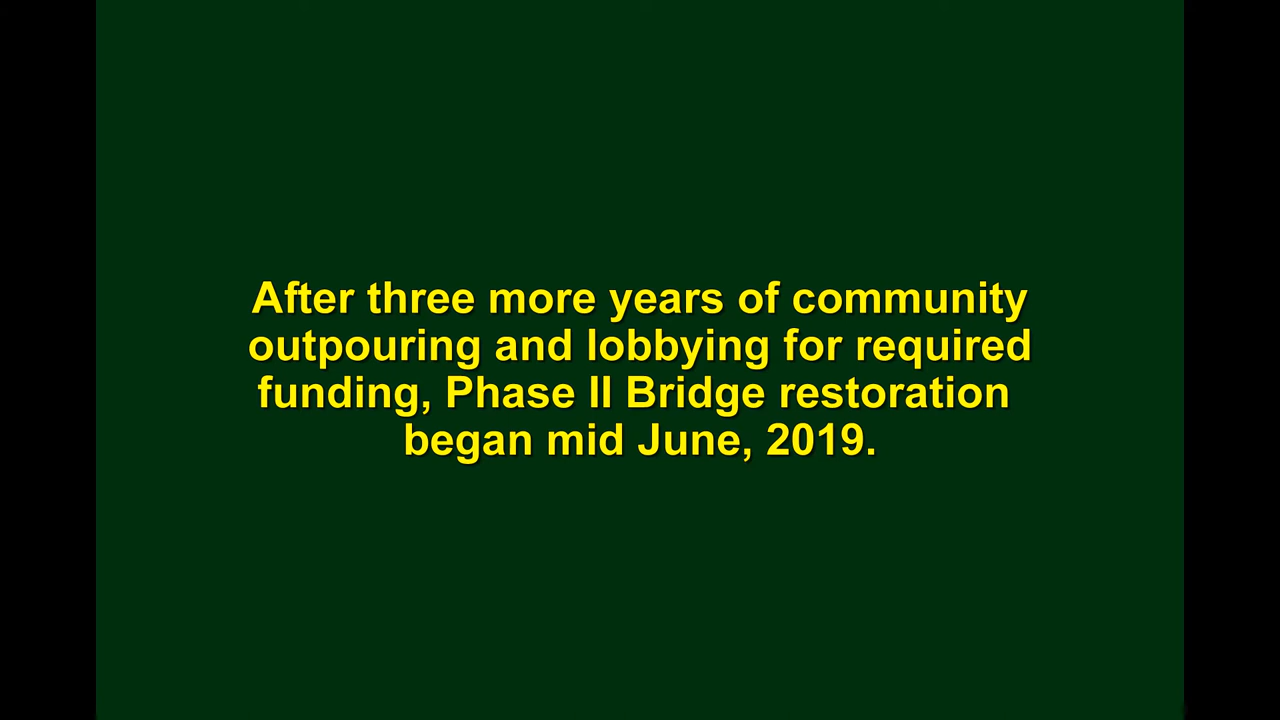 After three more years of community
outpouring and lobbying for required
funding, Phase II Bridge restoration
began mid June, 2019.